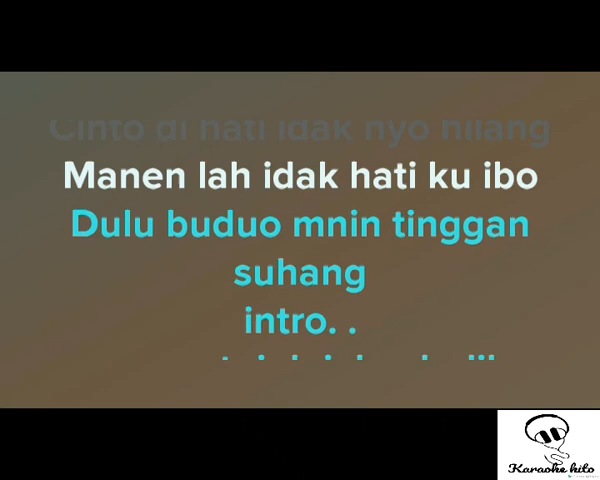 Cinto di hati idak nyo hilang
Manen lah idak hati ku ibo
Dulu buduo mnin tinggan
suhang
intro. .
Karaoke kito